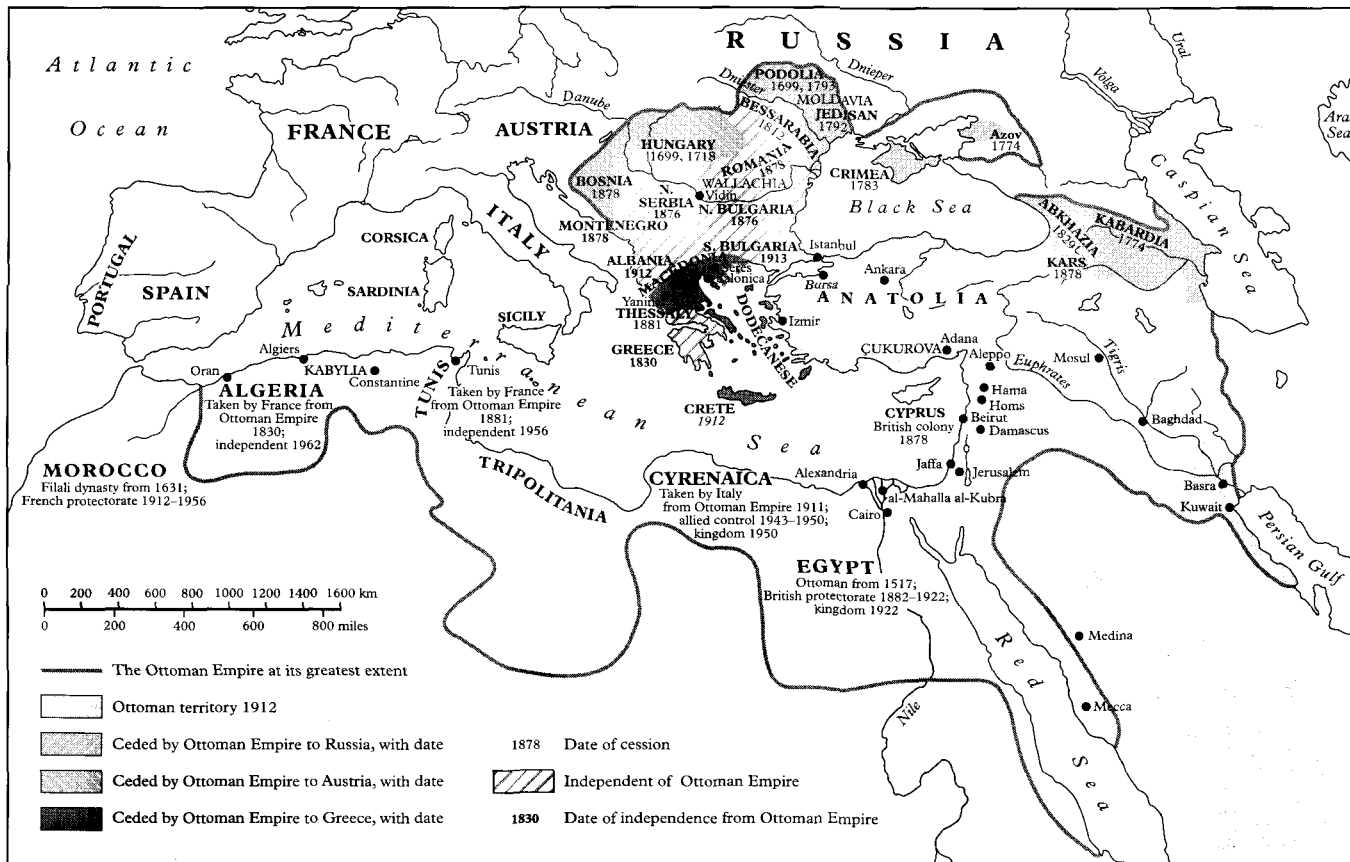 RUSSIA
Atlantic
Ocean
FRANCE
AUSTRIA
Danube
Dniester
Dnieper
Volga
Ural
PODOLIA
1699, 1793
MOLDAVIA
JEDISAN
1792
BESSARABIA
1812
Azov
1774
CRIMEA
1783
HUNGARY
1699, 1718
ROMANIA
1878
WALLACHIA
Vidin
BOSNIA
1878
N.
SERBIA
1876
N. BULGARIA
1876
MONTENEGRO
1878
S. BULGARIA
1913
ALBANIA
1912
MACEDONIA
Seres
Yanina
THESSALY
1881
GREECE
1830
DODECANESE
CRETE
1912
Black Sea
Caspian Sea
ABKHAZIA
1829
KABARDIA
1774
KARS
1878
Istanbul
Bursa
Ankara
ANATOLIA
Izmir
ITALY
CORSICA
SARDINIA
SICILY
PORTUGAL
SPAIN
Mediterranean Sea
Oran
Algiers
KABYLIA
Constantine
ALGERIA
Taken by France from
Ottoman Empire
1830;
independent 1962
TUNIS
Tunis
Taken by France
from Ottoman Empire
1881;
independent 1956
MOROCCO
Filali dynasty from 1631;
French protectorate 1912–1956
TRIPOLITANIA
CYRENAICA
Taken by Italy
from Ottoman Empire 1911;
allied control 1943–1950;
kingdom 1950
Alexandria
al-Mahalla al-Kubra
Cairo
EGYPT
Ottoman from 1517;
British protectorate 1882–1922;
kingdom 1922
Nile
Red Sea
ÇUKUROVA
Adana
Aleppo
Hama
Homs
Beirut
Damascus
CYPRUS
British colony
1878
Jaffa
Jerusalem
Euphrates
Tigris
Mosul
Baghdad
Basra
Kuwait
Persian Gulf
Medina
Mecca
0 200 400 600 800 1000 1200 1400 1600 km
0 200 400 600 800 miles
The Ottoman Empire at its greatest extent
Ottoman territory 1912
Ceded by Ottoman Empire to Russia, with date
Ceded by Ottoman Empire to Austria, with date
Ceded by Ottoman Empire to Greece, with date
1878 Date of cession
Independent of Ottoman Empire
1830 Date of independence from Ottoman Empire